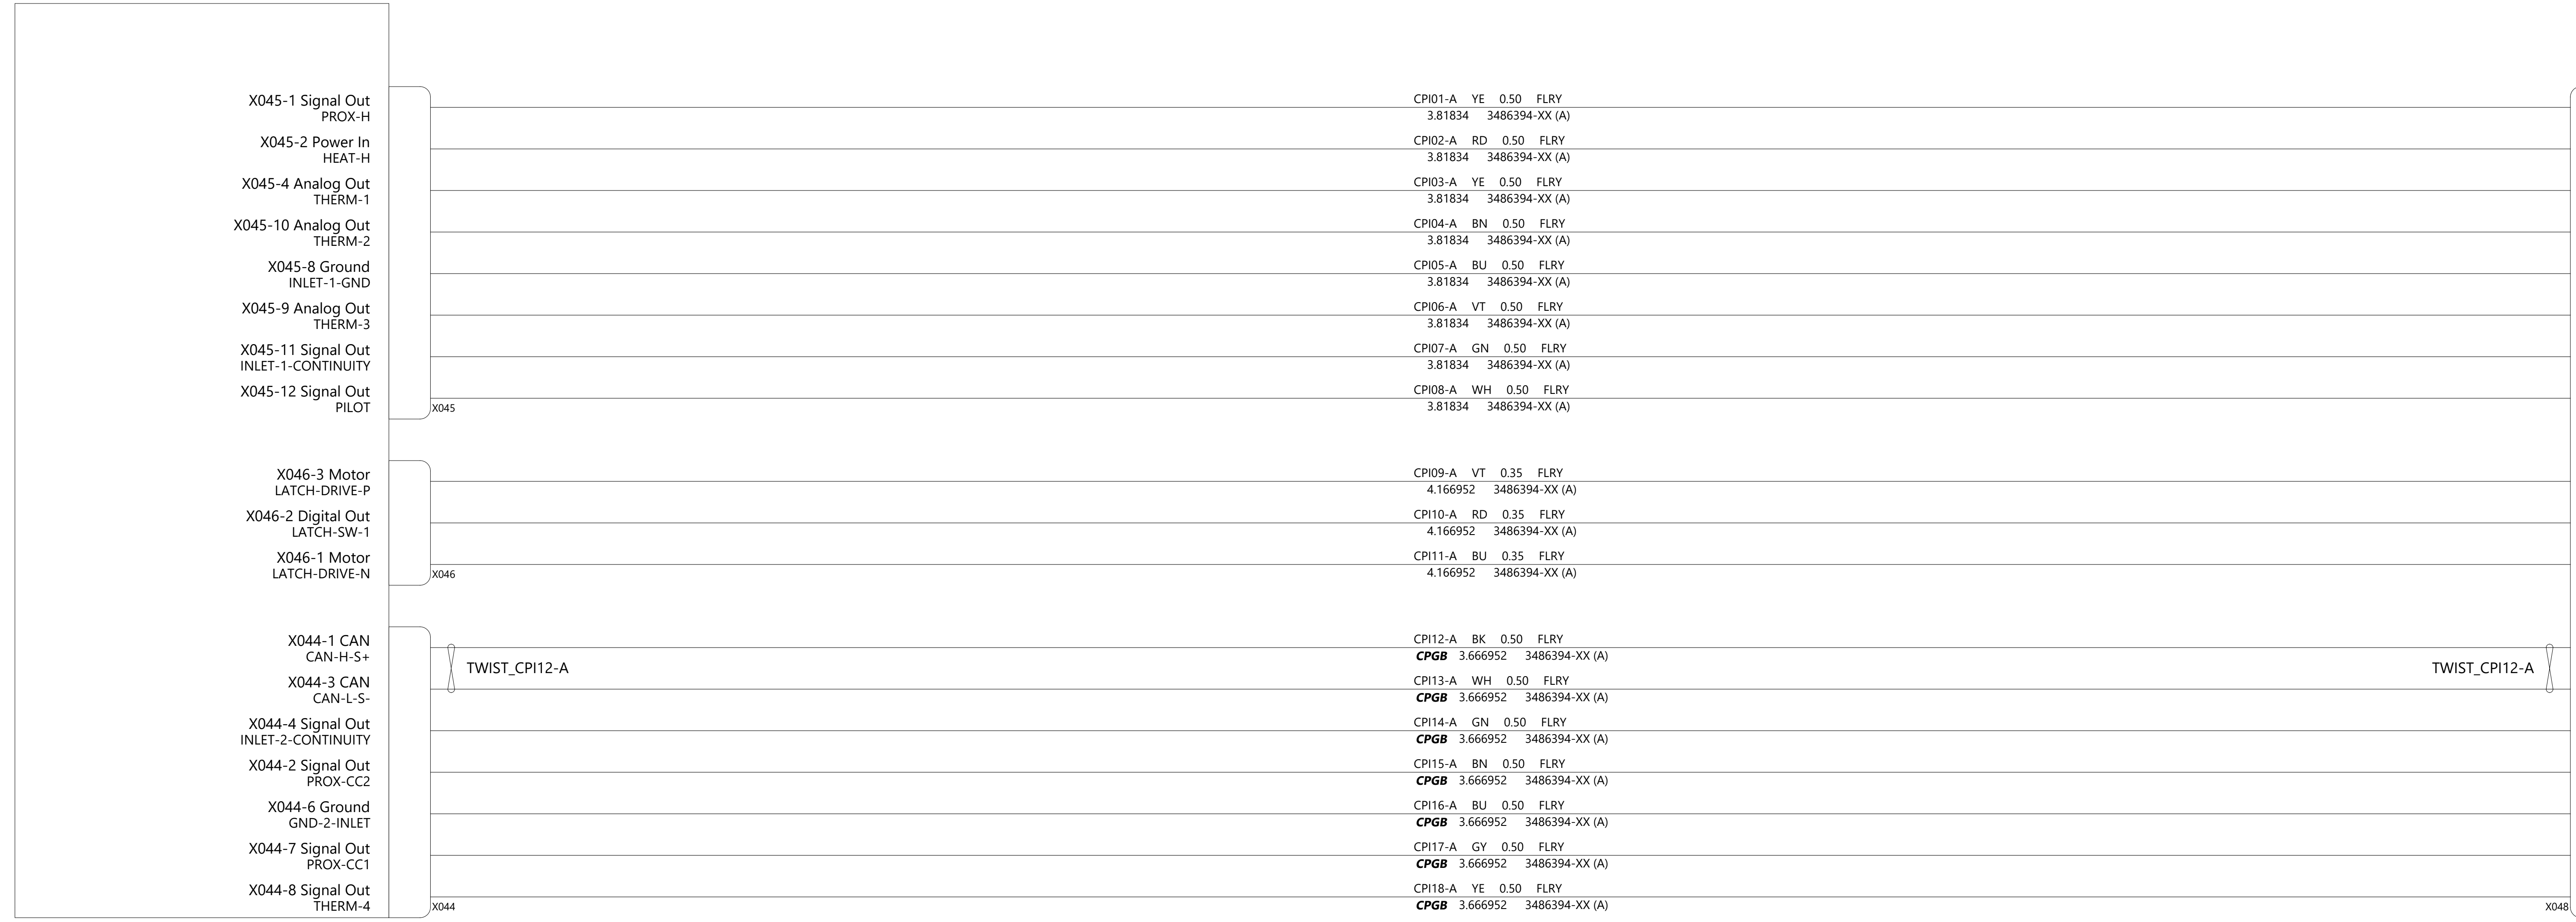 X045-1 Signal Out
PROX-H
CPI01-A YE 0.50 FLRY
3.81834 3486394-XX (A)
X045-2 Power In
HEAT-H
CPI02-A RD 0.50 FLRY
3.81834 3486394-XX (A)
X045-4 Analog Out
THERM-1
CPI03-A YE 0.50 FLRY
3.81834 3486394-XX (A)
X045-10 Analog Out
THERM-2
CPI04-A BN 0.50 FLRY
3.81834 3486394-XX (A)
X045-8 Ground
INLET-1-GND
CPI05-A BU 0.50 FLRY
3.81834 3486394-XX (A)
X045-9 Analog Out
THERM-3
CPI06-A VT 0.50 FLRY
3.81834 3486394-XX (A)
X045-11 Signal Out
INLET-1-CONTINUITY
CPI07-A GN 0.50 FLRY
3.81834 3486394-XX (A)
X045-12 Signal Out
PILOT
X045
CPI08-A WH 0.50 FLRY
3.81834 3486394-XX (A)
X046-3 Motor
LATCH-DRIVE-P
CPI09-A VT 0.35 FLRY
4.166952 3486394-XX (A)
X046-2 Digital Out
LATCH-SW-1
CPI10-A RD 0.35 FLRY
4.166952 3486394-XX (A)
X046-1 Motor
LATCH-DRIVE-N
X046
CPI11-A BU 0.35 FLRY
4.166952 3486394-XX (A)
X044-1 CAN
CAN-H-S+
CPI12-A BK 0.50 FLRY
CPGB 3.666952 3486394-XX (A)
TWIST_CPI12-A
TWIST_CPI12-A
X044-3 CAN
CAN-L-S-
CPI13-A WH 0.50 FLRY
CPGB 3.666952 3486394-XX (A)
X044-4 Signal Out
INLET-2-CONTINUITY
CPI14-A GN 0.50 FLRY
CPGB 3.666952 3486394-XX (A)
X044-2 Signal Out
PROX-CC2
CPI15-A BN 0.50 FLRY
CPGB 3.666952 3486394-XX (A)
X044-6 Ground
GND-2-INLET
CPI16-A BU 0.50 FLRY
CPGB 3.666952 3486394-XX (A)
X044-7 Signal Out
PROX-CC1
CPI17-A GY 0.50 FLRY
CPGB 3.666952 3486394-XX (A)
X044-8 Signal Out
THERM-4
X044
CPI18-A YE 0.50 FLRY
CPGB 3.666952 3486394-XX (A)
X048